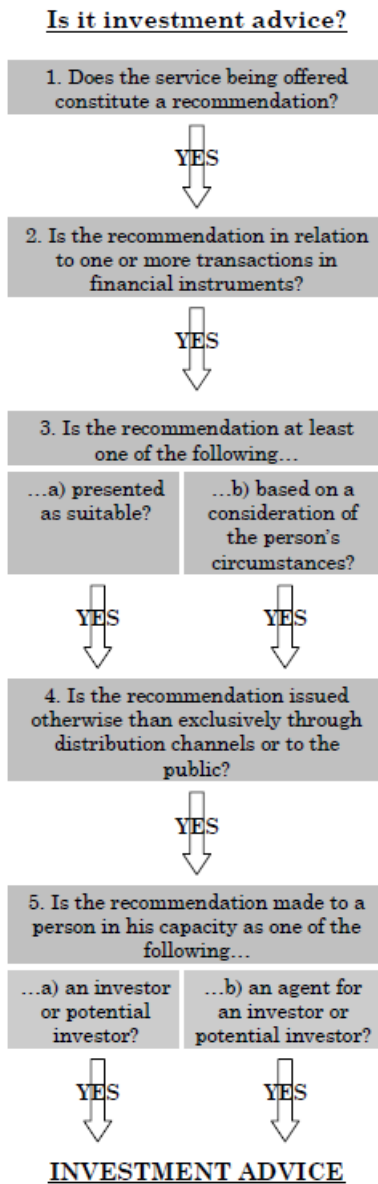 Is it investment advice?
1. Does the service being offered
constitute a recommendation?
YES
2. Is the recommendation in relation
to one or more transactions in
financial instruments?
YES
3. Is the recommendation at least
one of the following…
…a) presented
as suitable?
…b) based on a
consideration of
the person's
circumstances?
YES
YES
4. Is the recommendation issued
otherwise than exclusively through
distribution channels or to the
public?
YES
5. Is the recommendation made to a
person in his capacity as one of the
following…
…a) an investor
or potential
investor?
…b) an agent for
an investor or
potential investor?
YES
YES
INVESTMENT ADVICE